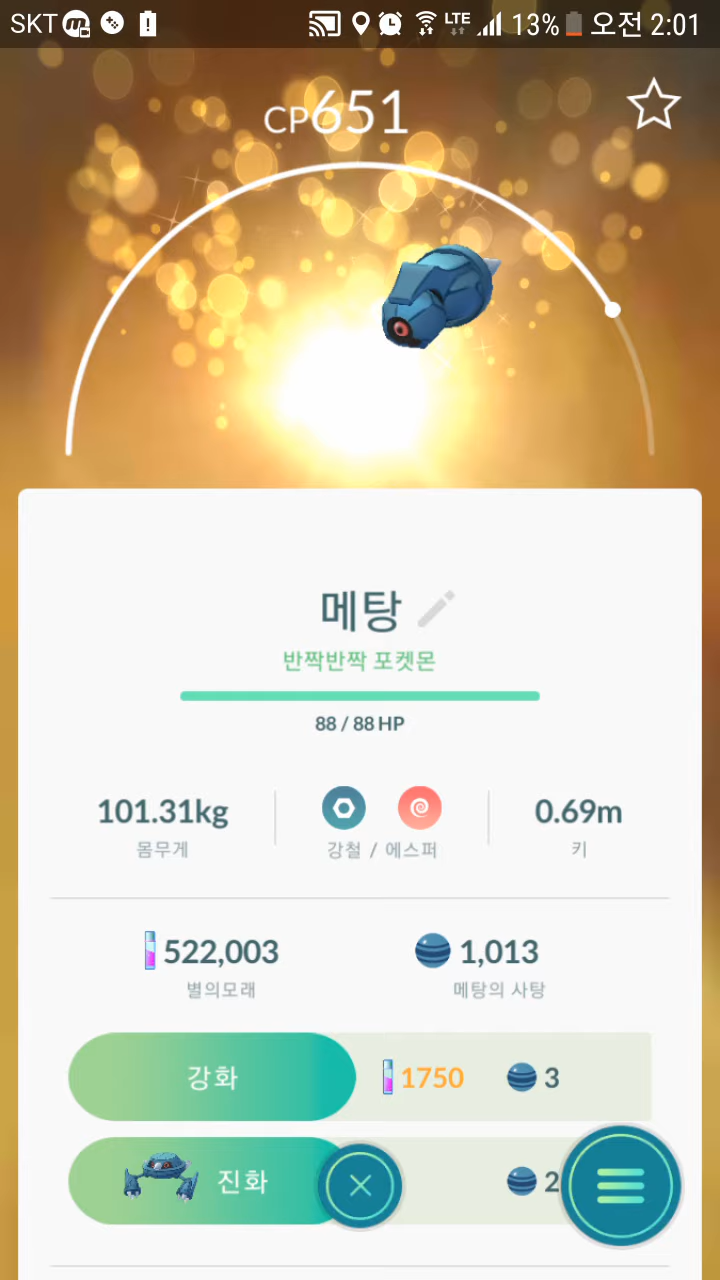 SKT LTE 13% 오전 2:01
CP651
메탕
반짝반짝 포켓몬
88 / 88 HP
101.31kg 0.69m
몸무게 강철 / 에스퍼 키
522,003 1,013
별의모래 메탕의 사탕
강화 1750 3
진화 2